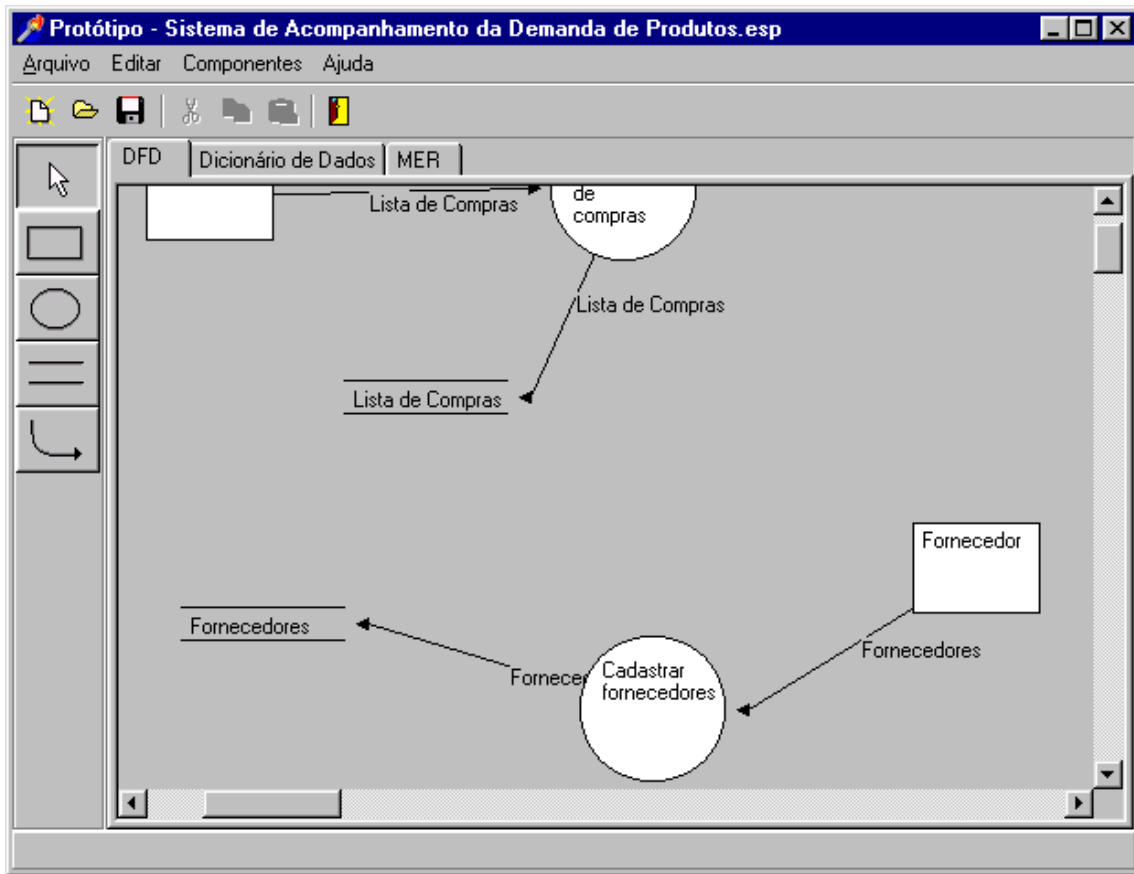 Protótipo - Sistema de Acompanhamento da Demanda de Produtos.esp
Arquivo Editar Componentes Ajuda
DFD Dicionário de Dados MER
Lista de Compras
de
compras
Lista de Compras
Lista de Compras
Fornecedor
Fornecedores
Fornecedores
Cadastrar
fornecedores